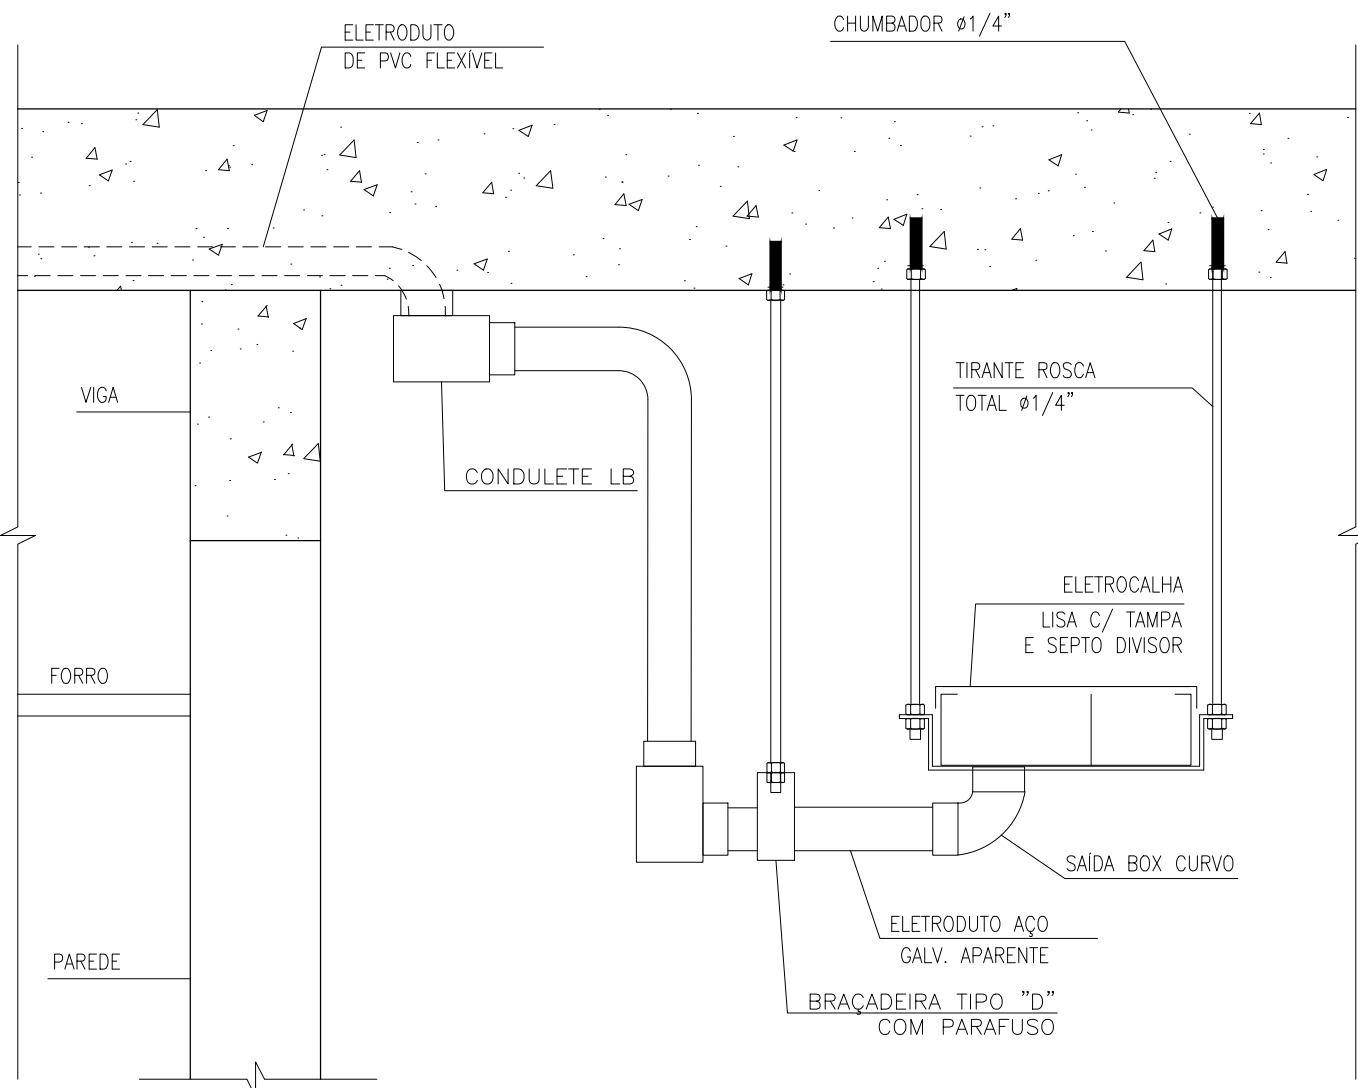 ELETRODUTO
DE PVC FLEXÍVEL
CHUMBADOR ø1/4”
VIGA
TIRANTE ROSCA
TOTAL ø1/4”
CONDULETE LB
ELETROCALHA
LISA C/ TAMPA
E SEPTO DIVISOR
FORRO
SAÍDA BOX CURVO
ELETRODUTO AÇO
GALV. APARENTE
PAREDE
BRAÇADEIRA TIPO ”D”
COM PARAFUSO